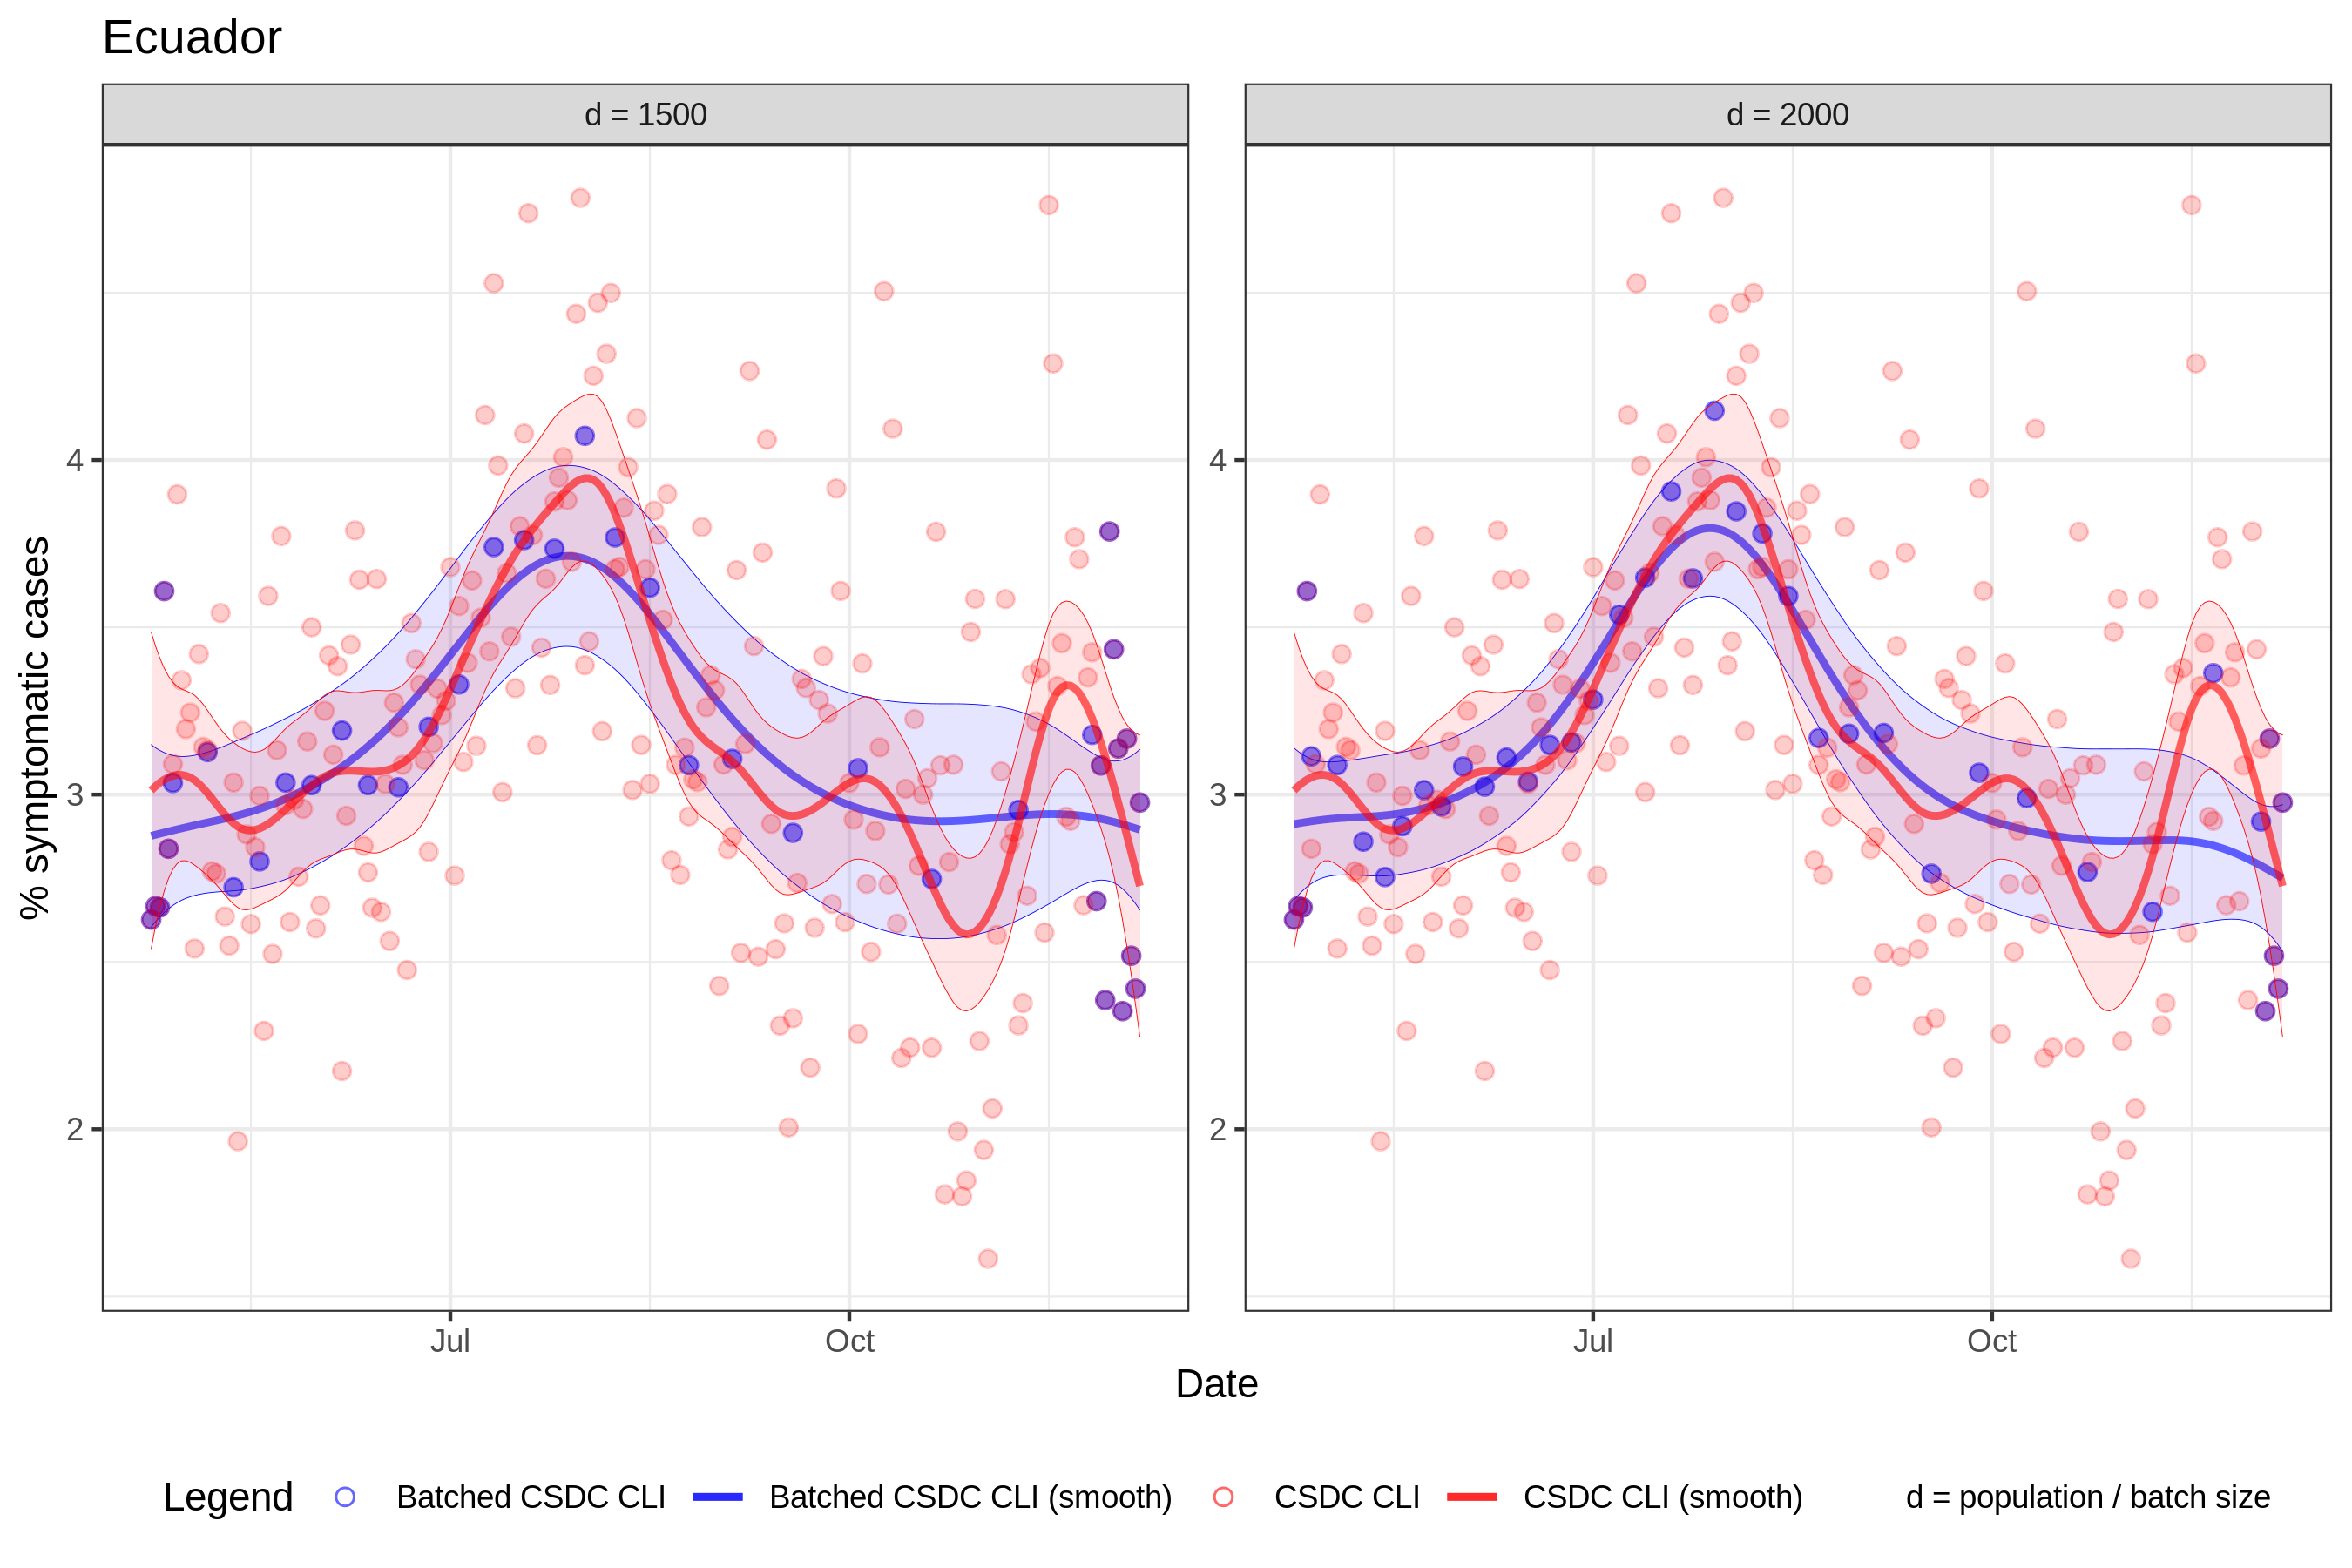 Ecuador
d = 1500
d = 2000
% symptomatic cases
4
3
2
4
3
2
Jul
Oct
Jul
Oct
Date
Legend
Batched CSDC CLI
Batched CSDC CLI (smooth)
CSDC CLI
CSDC CLI (smooth)
d = population / batch size